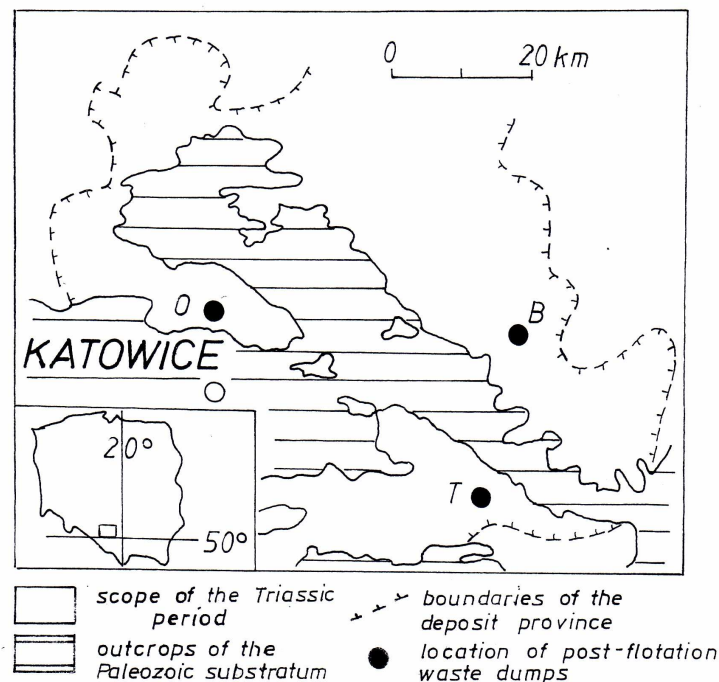 0 20 km
O
B
KATOWICE
T
20°
50°
scope of the Triassic
period
outcrops of the
Paleozoic substratum
boundaries of the
deposit province
location of post-flotation
waste dumps